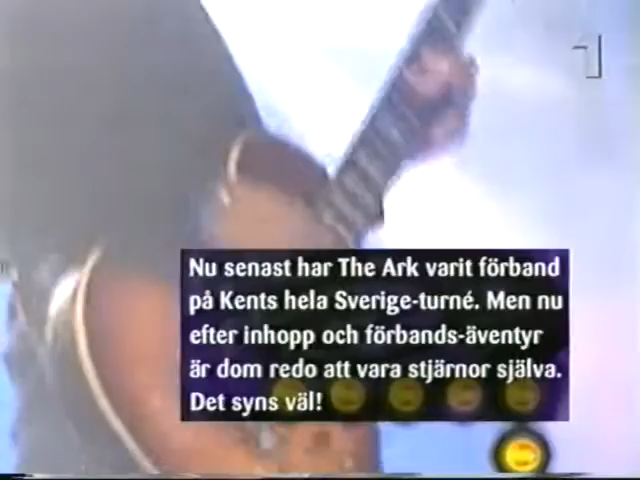 Nu senast har The Ark varit förband
på Kents hela Sverige-turné. Men nu
efter inhopp och förbands-äventyr
är dom redo att vara stjärnor själva.
Det syns väl!